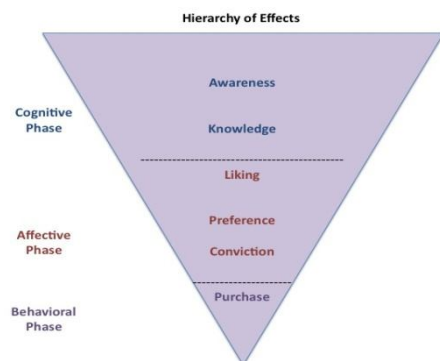 Hierarchy of Effects
Awareness
Cognitive
Phase
Knowledge
Liking
Preference
Affective
Phase
Conviction
Purchase
Behavioral
Phase